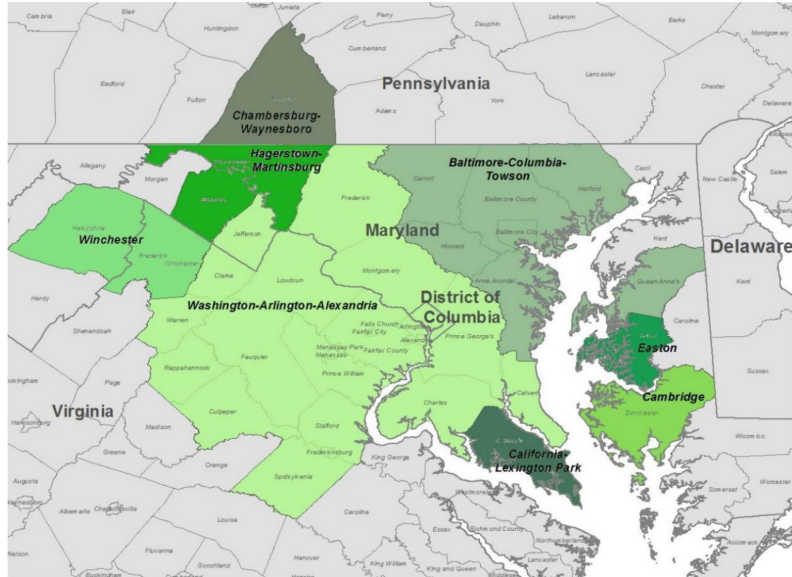 Cambria
Blair
Huntingdon
Juniata
Perry
Dauphin
Lebanon
Berks
Montgomery
Cumberland
Bedford
Fulton
Pennsylvania
Lancaster
Chester
Delaware
Adams
York
Chambersburg-
Waynesboro
Allegany
Morgan
Hagerstown-
Martinsburg
Berkeley
Frederick
Carroll
Baltimore-Columbia-
Towson
Baltimore County
Harford
Cecil
New Castle
Salem
Hampshire
Winchester
Frederick
Winchester
Jefferson
Maryland
Howard
Baltimore City
Kent
Delaware
Clarke
Loudoun
Montgomery
Anne Arundel
Queen Anne's
Kent
Hardy
Washington-Arlington-Alexandria
District of
Columbia
Caroline
Shenandoah
Warren
Falls Church
Fairfax City
Arlington
Alexandria
Prince George's
Manassas Park
Manassas
Fairfax County
Easton
Rappahannock
Fauquier
Prince William
Sussex
Page
Charles
Calvert
Cambridge
Dorchester
Virginia
Culpeper
Stafford
Rockingham
Harrisonburg
Madison
Fredericksburg
California-
Lexington Park
Wicomico
Greene
Orange
Spotsylvania
King George
Augusta
Westmoreland
Somerset
Worcester
Albemarle
Charlottesville
Louisa
Caroline
Essex
Richmond County
Northumberland
Nelson
Fluvanna
Goochland
Hanover
King William
King and Queen
Middlesex
Accomack
Buckingham